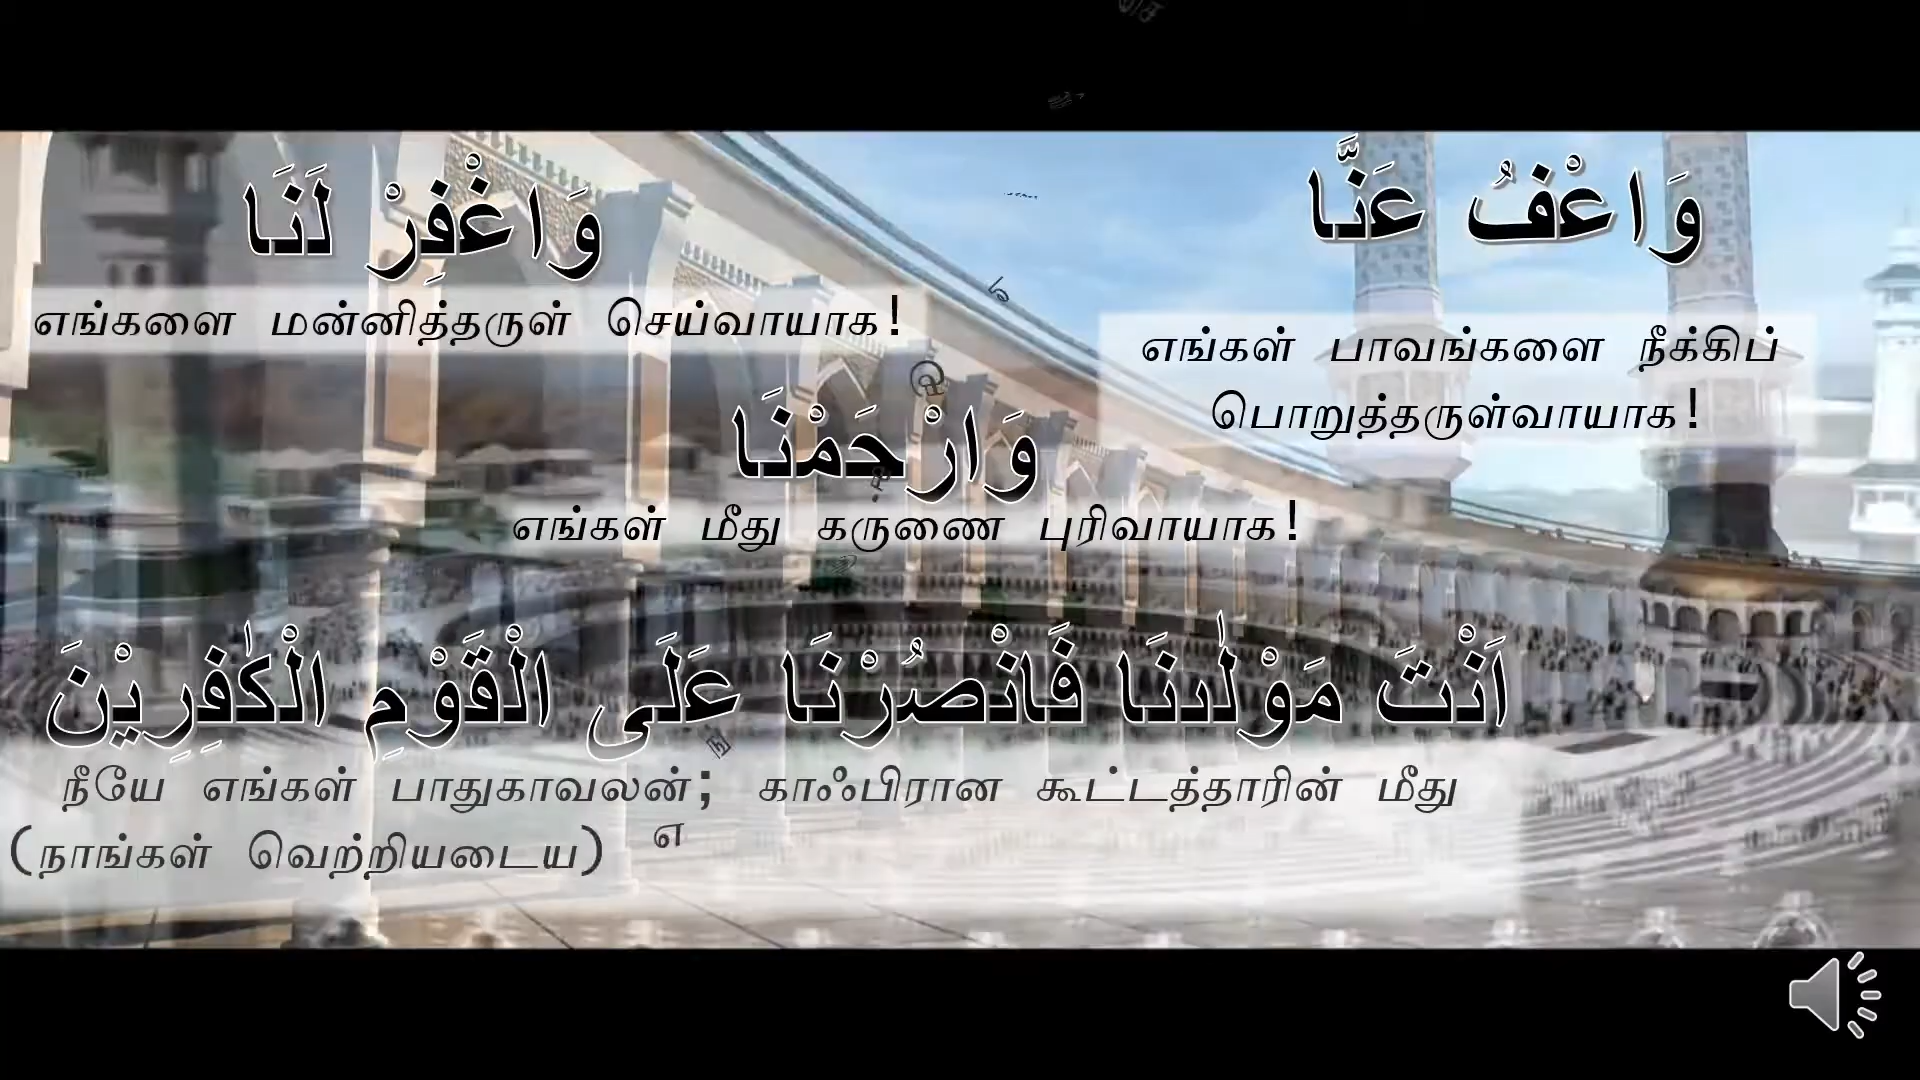 وَاعْفُ عَنَّا
எங்கள் பாவங்களை நீக்கிப்
பொறுத்தருள்வாயாக!
وَاغْفِرْ لَنَا
எங்களை மன்னித்தருள் செய்வாயாக!
وَارْحَمْنَا
எங்கள் மீது கருணை புரிவாயாக!
اَنْتَ مَوْلٰٮنَا فَانْصُرْنَا عَلَى الْقَوْمِ الْكٰفِرِيْنَ
நீயே எங்கள் பாதுகாவலன்; காஃபிரான கூட்டத்தாரின் மீது
(நாங்கள் வெற்றியடைய) எ